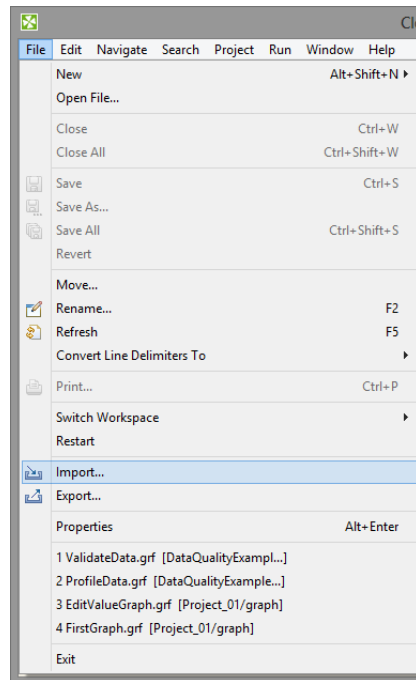 Clo
File Edit Navigate Search Project Run Window Help
New Alt+Shift+N
Open File...
Close Ctrl+W
Close All Ctrl+Shift+W
Save Ctrl+S
Save As...
Save All Ctrl+Shift+S
Revert
Move...
Rename... F2
Refresh F5
Convert Line Delimiters To
Print... Ctrl+P
Switch Workspace
Restart
Import...
Export...
Properties Alt+Enter
1 ValidateData.grf [DataQualityExampl...]
2 ProfileData.grf [DataQualityExample...]
3 EditValueGraph.grf [Project_01/graph]
4 FirstGraph.grf [Project_01/graph]
Exit